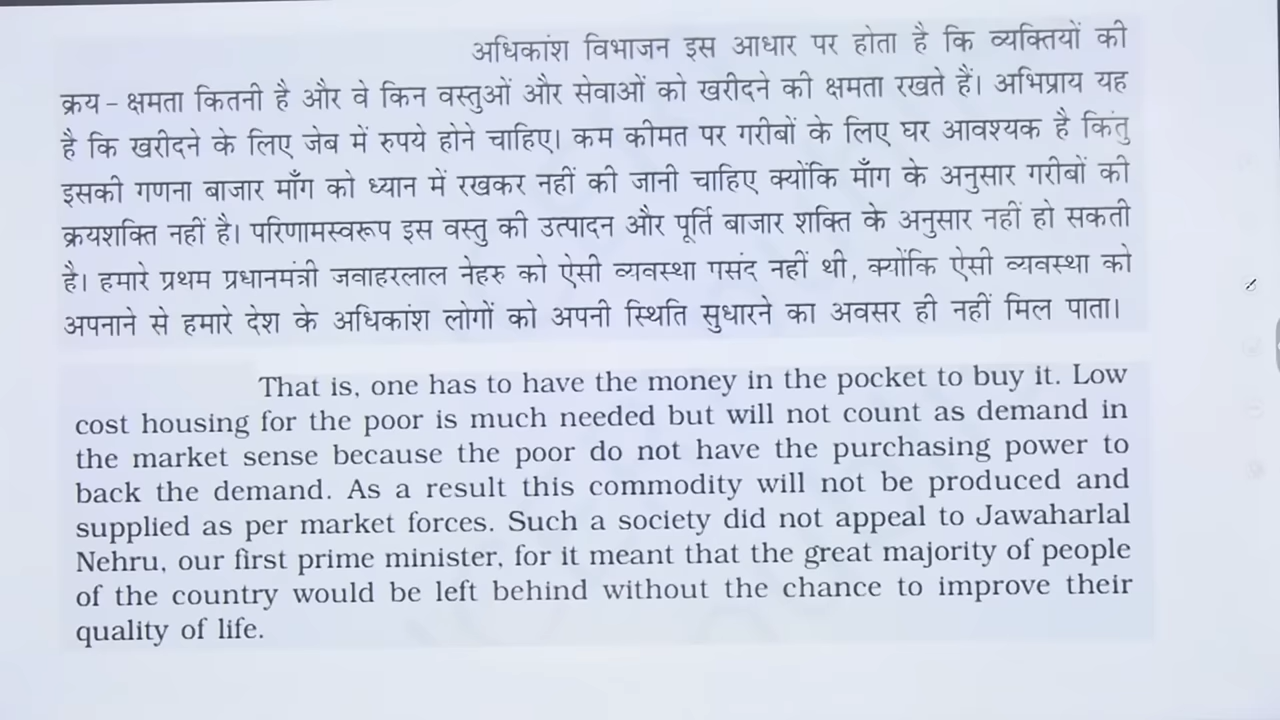 अधिकांश विभाजन इस आधार पर होता है कि व्यक्तियों की
क्रय – क्षमता कितनी है और वे किन वस्तुओं और सेवाओं को खरीदने की क्षमता रखते हैं। अभिप्राय यह
है कि खरीदने के लिए जेब में रुपये होने चाहिए। कम कीमत पर गरीबों के लिए घर आवश्यक है किंतु
इसकी गणना बाजार माँग को ध्यान में रखकर नहीं की जानी चाहिए क्योंकि माँग के अनुसार गरीबों की
क्रयशक्ति नहीं है। परिणामस्वरूप इस वस्तु की उत्पादन और पूर्ति बाजार शक्ति के अनुसार नहीं हो सकती
है। हमारे प्रथम प्रधानमंत्री जवाहरलाल नेहरु को ऐसी व्यवस्था पसंद नहीं थी, क्योंकि ऐसी व्यवस्था को
अपनाने से हमारे देश के अधिकांश लोगों को अपनी स्थिति सुधारने का अवसर ही नहीं मिल पाता।
That is, one has to have the money in the pocket to buy it. Low
cost housing for the poor is much needed but will not count as demand in
the market sense because the poor do not have the purchasing power to
back the demand. As a result this commodity will not be produced and
supplied as per market forces. Such a society did not appeal to Jawaharlal
Nehru, our first prime minister, for it meant that the great majority of people
of the country would be left behind without the chance to improve their
quality of life.